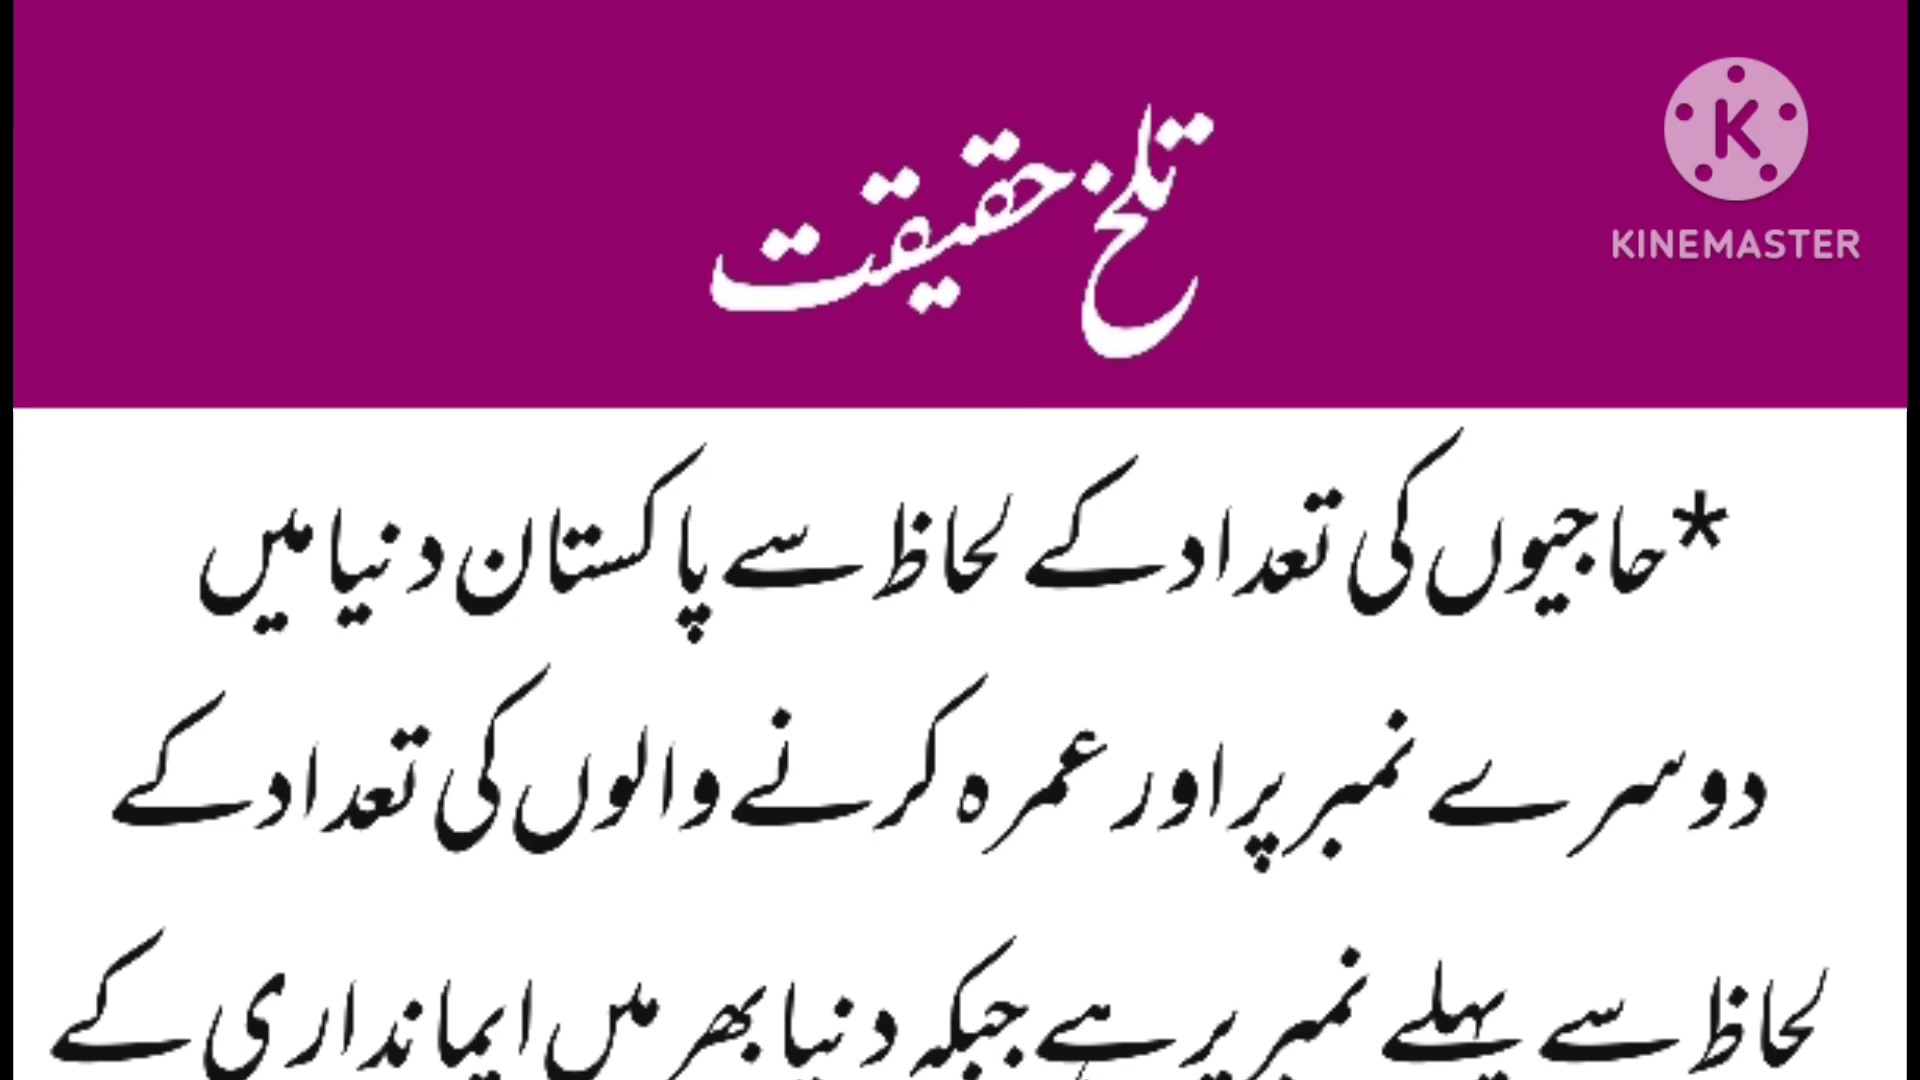 تلخ حقیقت
KINEMASTER
*حاجیوں کی تعداد کے لحاظ سے پاکستان دنیا میں
دوسرے نمبر پر اور عمرہ کرنے والوں کی تعداد کے
لحاظ سے پہلے نمبر پر ہے جبکہ دنیا بھر میں ایمانداری کے